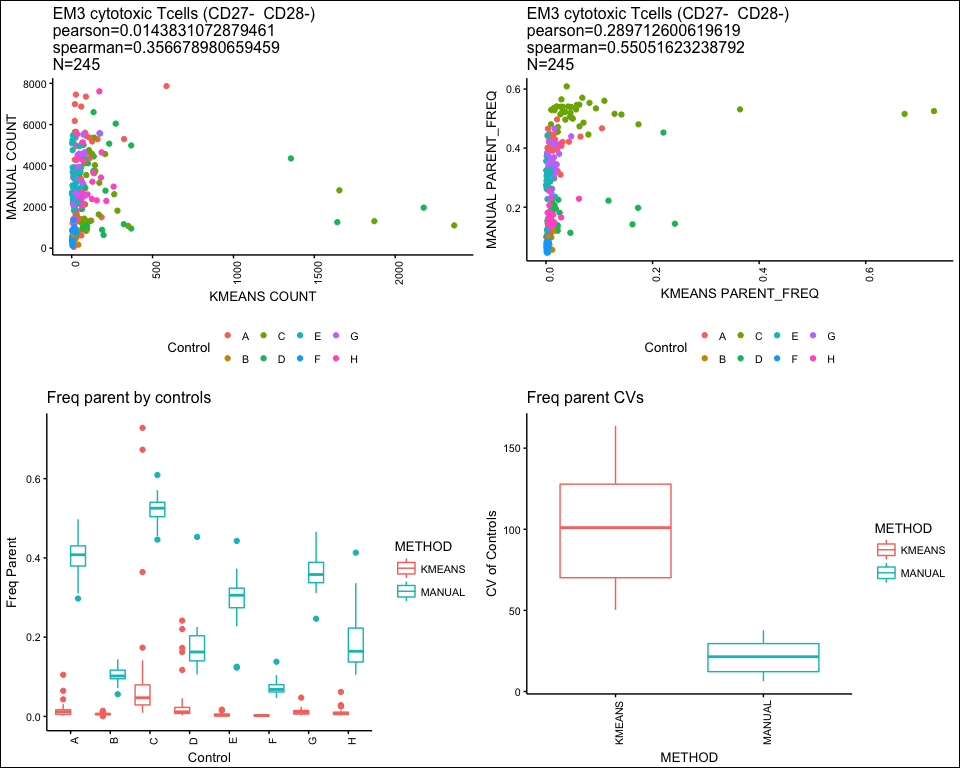 EM3 cytotoxic Tcells (CD27-  CD28-)
pearson=0.0143831072879461
spearman=0.356678980659459
N=245
MANUAL COUNT
8000
6000
4000
2000
0
0
500
1000
1500
2000
KMEANS COUNT
Control
A
C
E
G
B
D
F
H
EM3 cytotoxic Tcells (CD27-  CD28-)
pearson=0.289712600619619
spearman=0.55051623238792
N=245
MANUAL PARENT_FREQ
0.6
0.4
0.2
0.0
0.2
0.4
0.6
KMEANS PARENT_FREQ
Control
A
C
E
G
B
D
F
H
Freq parent by controls
Freq Parent
0.6
0.4
0.2
0.0
A
B
C
D
E
F
G
H
Control
METHOD
KMEANS
MANUAL
Freq parent CVs
CV of Controls
150
100
50
0
KMEANS
MANUAL
METHOD
METHOD
KMEANS
MANUAL